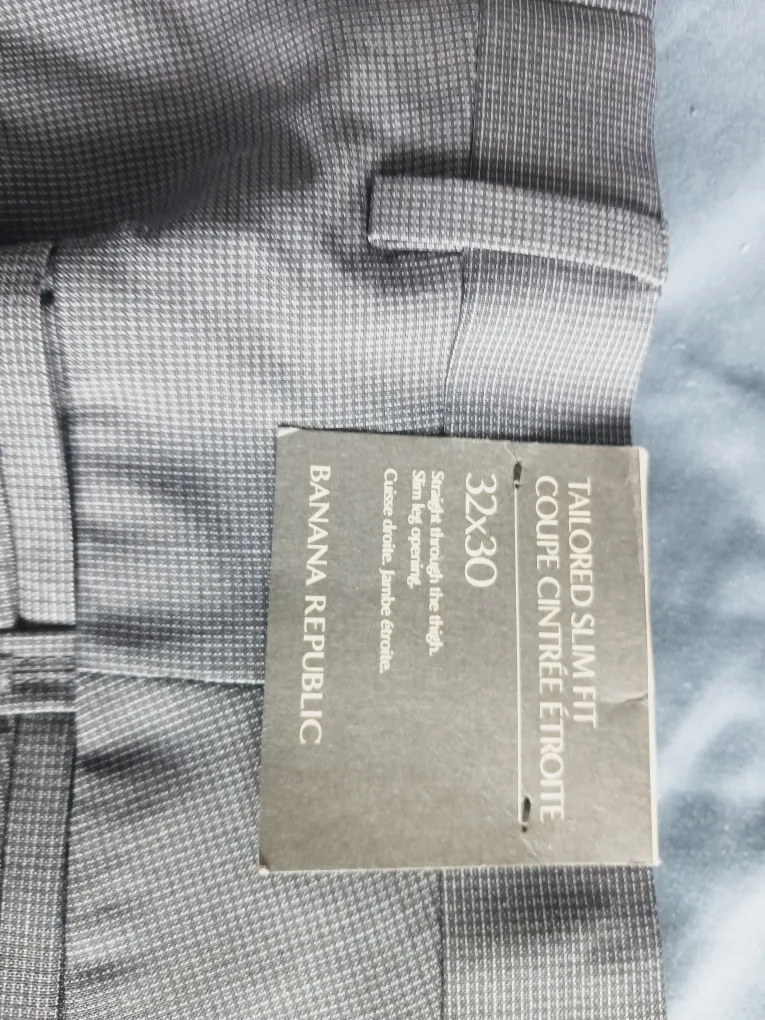 TAILORED SLIM FIT
COUPE CINTRÉE ÉTROITE
32x30
Straight through the thigh.
Slim leg opening.
Cuisse droite. Jambe étroite.
BANANA REPUBLIC